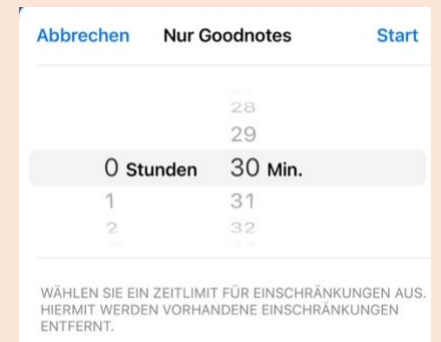 Abbrechen Nur Goodnotes Start
28
29
0 Stunden 30 Min.
1 31
2 32
WÄHLEN SIE EIN ZEITLIMIT FÜR EINSCHRÄNKUNGEN AUS.
HIERMIT WERDEN VORHANDENE EINSCHRÄNKUNGEN
ENTFERNT.